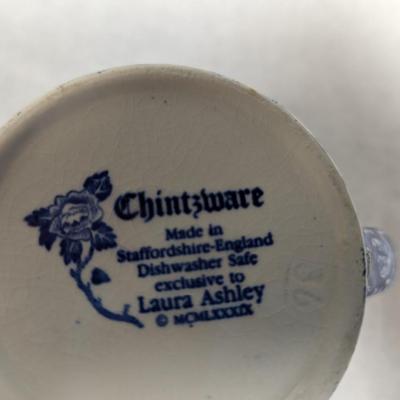 Chintzware
Made in
Staffordshire-England
Dishwasher Safe
exclusive to
Laura Ashley
© MCMLXXXIX